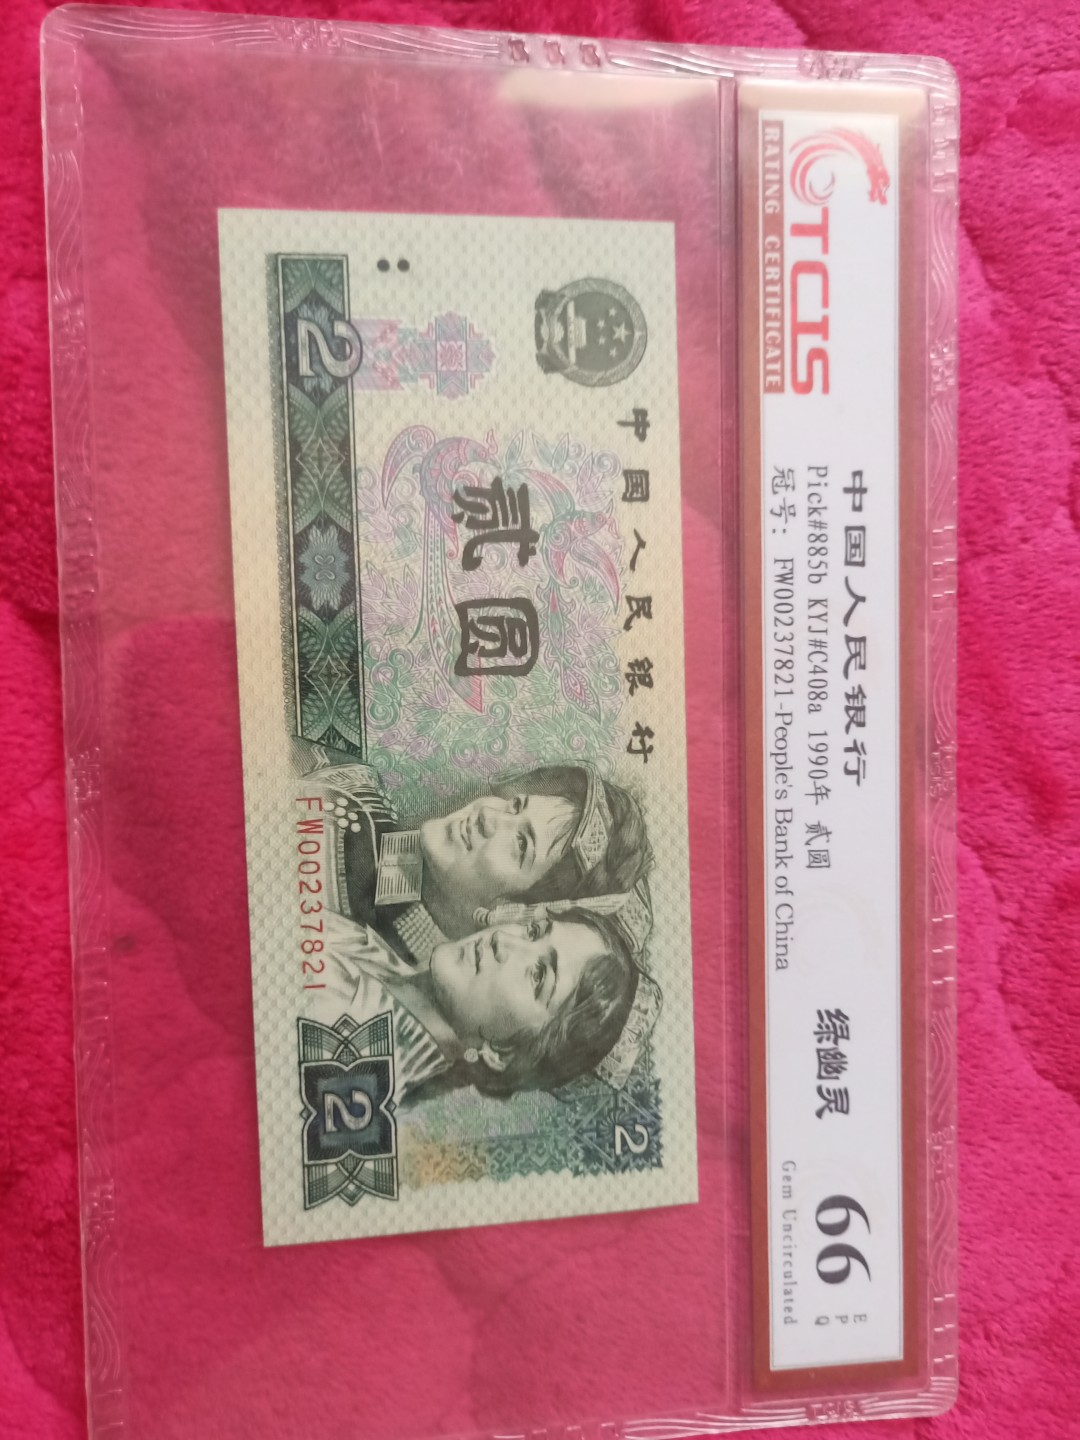 TCIS
RATING CERTIFICATE
中国人民银行
Pick#885b KYJ#C408a 1990年 贰圆
冠号: FW00237821-People's Bank of China
绿幽灵
66
EPQ
Gem Uncirculated
中国人民银行
贰圆
2
FW00237821
2
2